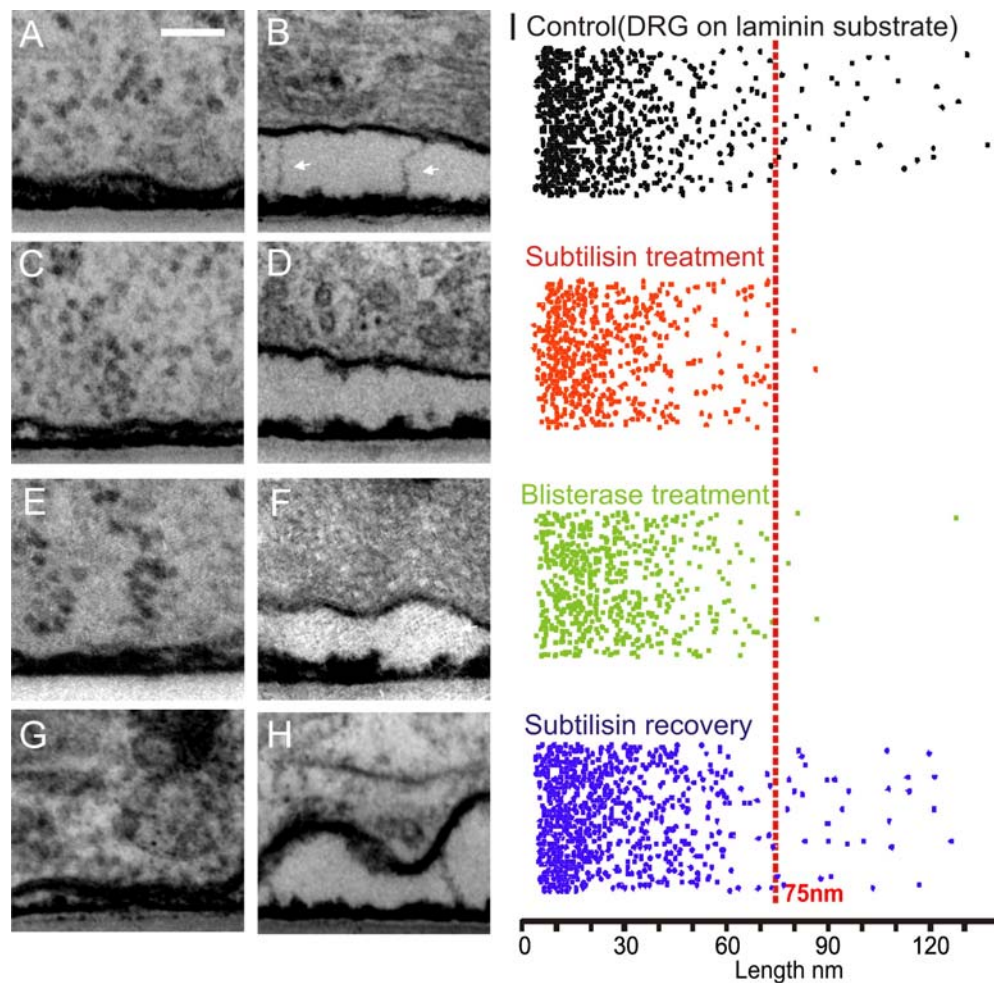 A
B
I Control(DRG on laminin substrate)
C
D
Subtilisin treatment
E
F
Blisterase treatment
G
H
Subtilisin recovery
75nm
0 30 60 90 120
Length nm